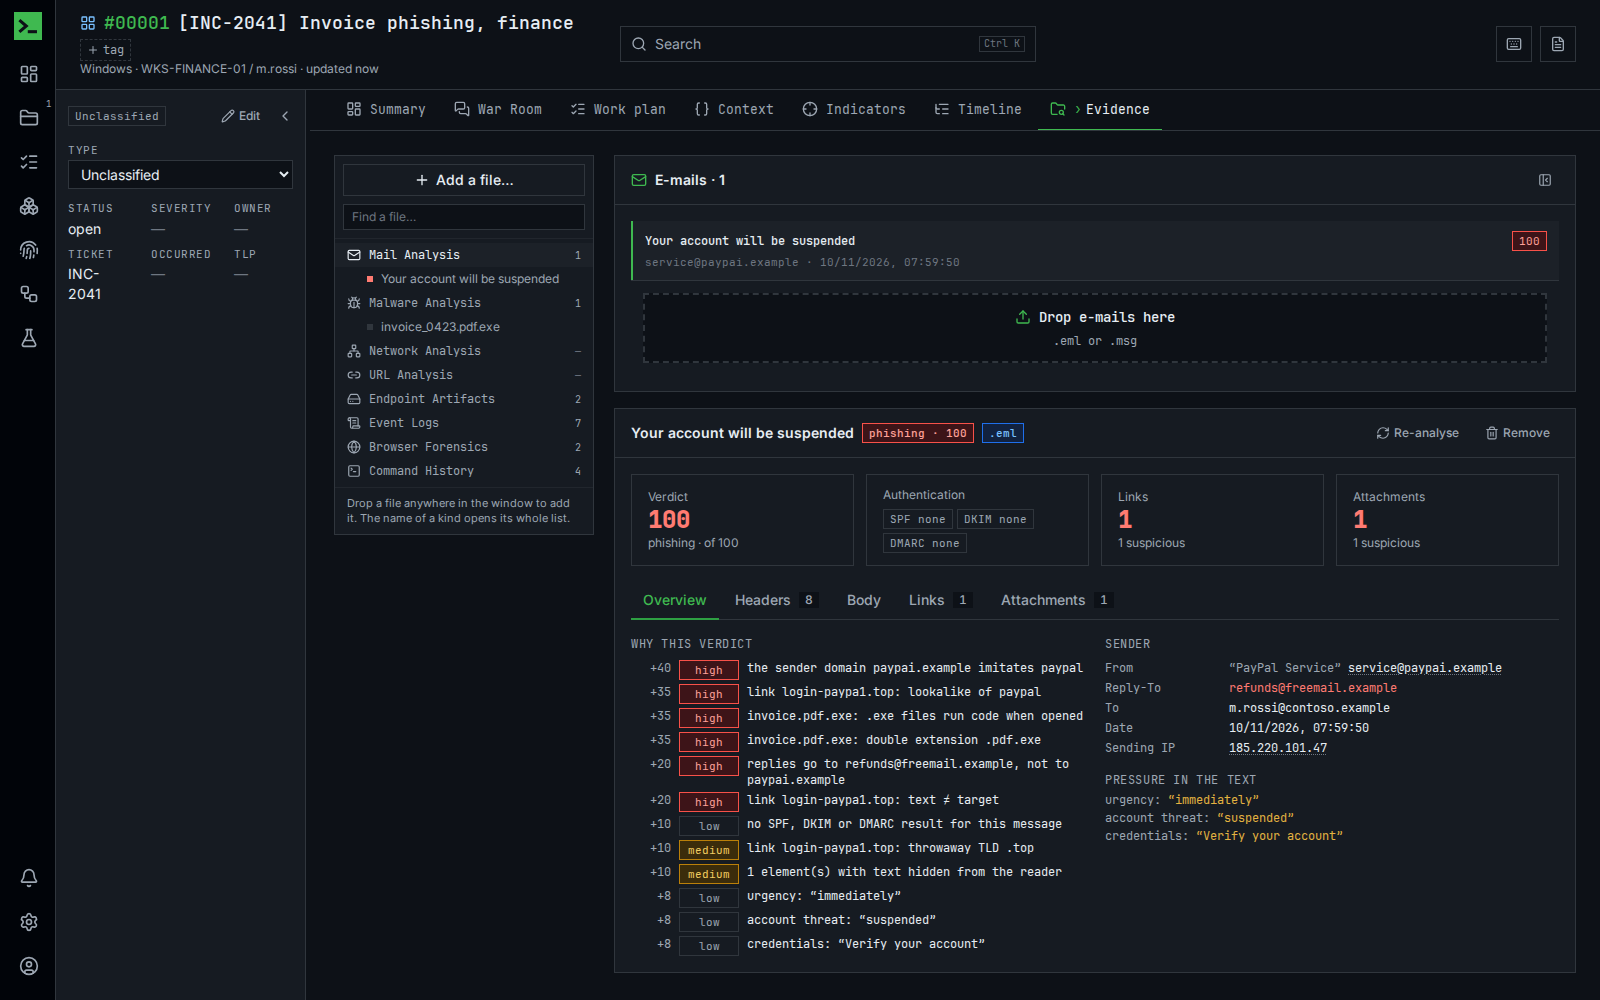 #00001 [INC-2041] Invoice phishing, finance
+ tag
Windows · WKS-FINANCE-01 / m.rossi · updated now
Search
Ctrl K
1
Unclassified
Edit
TYPE
Unclassified
STATUS SEVERITY OWNER
open — —
TICKET OCCURRED TLP
INC-2041 — —
Summary War Room Work plan Context Indicators Timeline › Evidence
+ Add a file...
Find a file...
Mail Analysis 1
Your account will be suspended
Malware Analysis 1
invoice_0423.pdf.exe
Network Analysis –
URL Analysis –
Endpoint Artifacts 2
Event Logs 7
Browser Forensics 2
Command History 4
Drop a file anywhere in the window to add
it. The name of a kind opens its whole list.
E-mails · 1
Your account will be suspended 100
service@paypai.example · 10/11/2026, 07:59:50
Drop e-mails here
.eml or .msg
Your account will be suspended phishing · 100 .eml
Re-analyse Remove
Verdict
100
phishing · of 100
Authentication
SPF none DKIM none
DMARC none
Links
1
1 suspicious
Attachments
1
1 suspicious
Overview Headers 8 Body Links 1 Attachments 1
WHY THIS VERDICT
+40 high the sender domain paypai.example imitates paypal
+35 high link login-paypa1.top: lookalike of paypal
+35 high invoice.pdf.exe: .exe files run code when opened
+35 high invoice.pdf.exe: double extension .pdf.exe
+20 high replies go to refunds@freemail.example, not to
paypai.example
+20 high link login-paypa1.top: text ≠ target
+10 low no SPF, DKIM or DMARC result for this message
+10 medium link login-paypa1.top: throwaway TLD .top
+10 medium 1 element(s) with text hidden from the reader
+8 low urgency: “immediately”
+8 low account threat: “suspended”
+8 low credentials: “Verify your account”
SENDER
From “PayPal Service” service@paypai.example
Reply-To refunds@freemail.example
To m.rossi@contoso.example
Date 10/11/2026, 07:59:50
Sending IP 185.220.101.47
PRESSURE IN THE TEXT
urgency: “immediately”
account threat: “suspended”
credentials: “Verify your account”